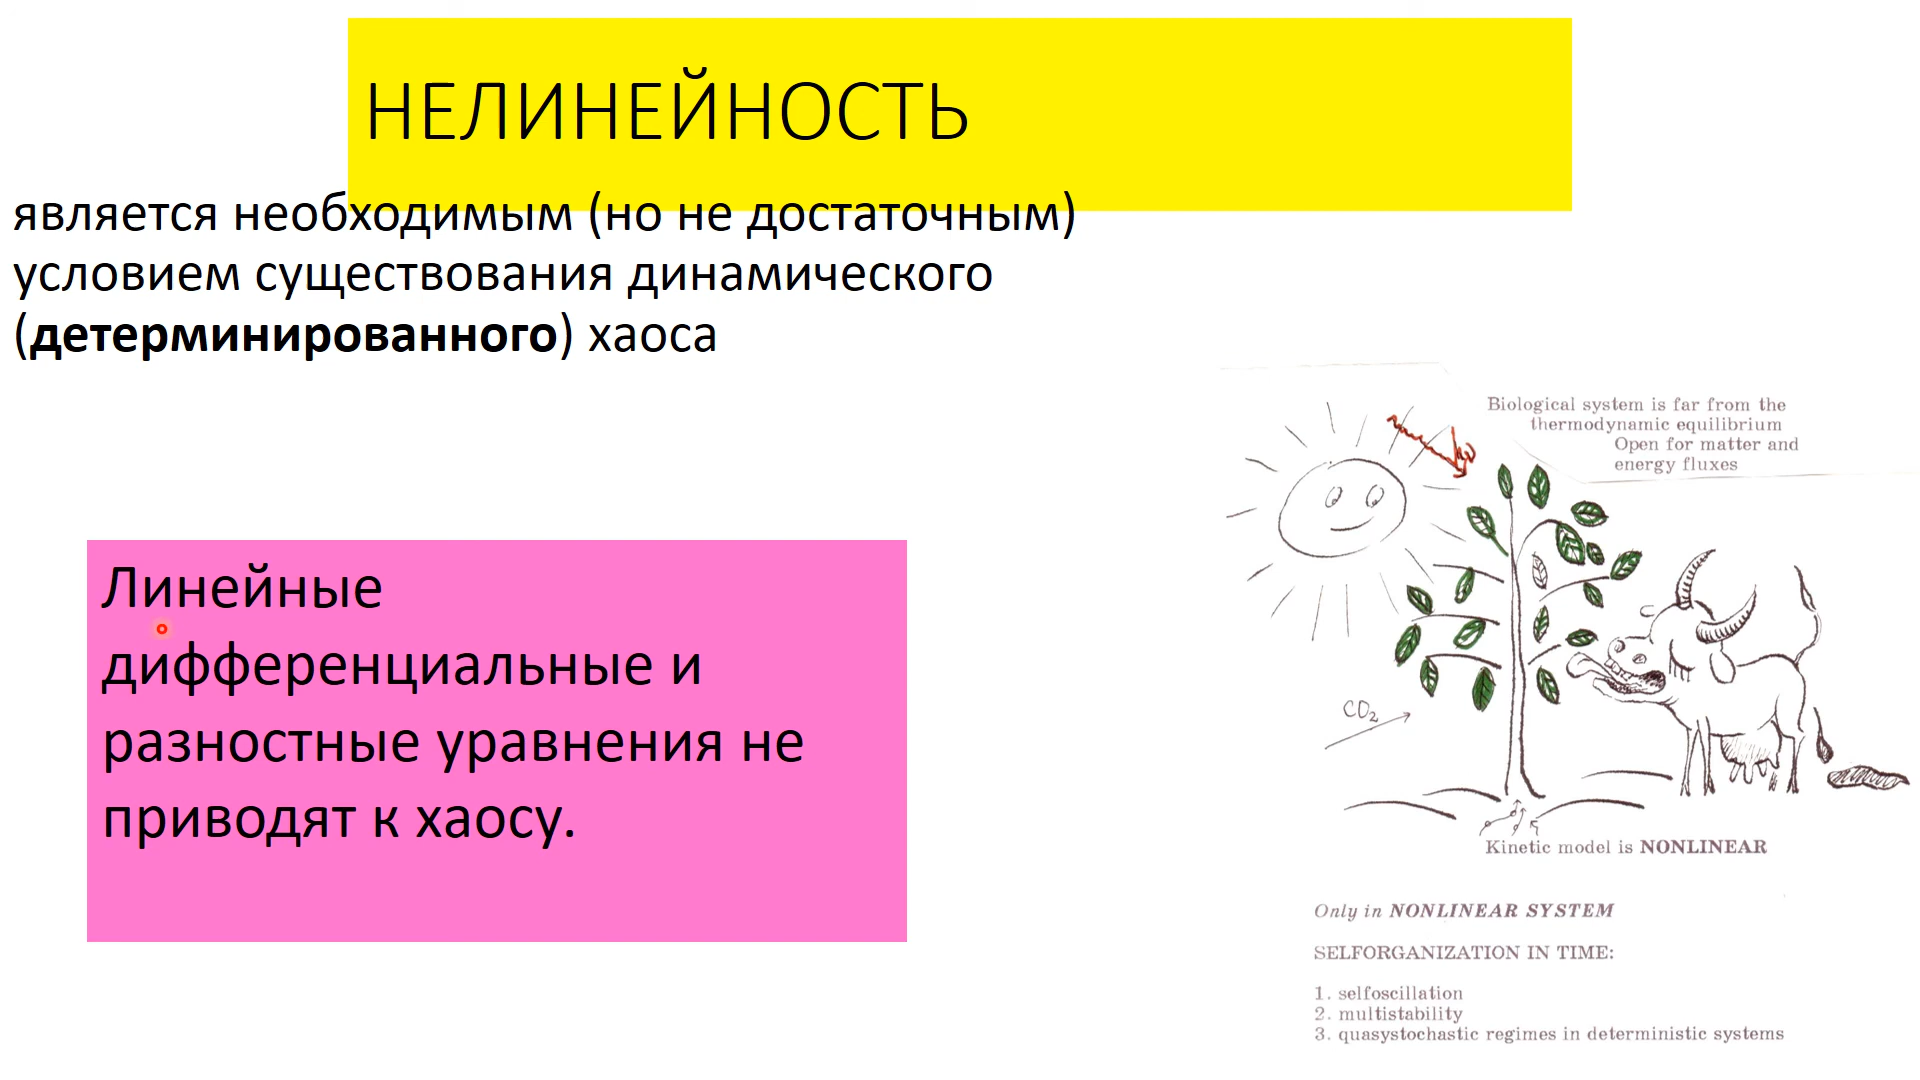 НЕЛИНЕЙНОСТЬ
является необходимым (но не достаточным)
условием существования динамического
(детерминированного) хаоса
Линейные
дифференциальные и
разностные уравнения не
приводят к хаосу.
Biological system is far from the
thermodynamic equilibrium
Open for matter and
energy fluxes
CO₂
Kinetic model is NONLINEAR
Only in NONLINEAR SYSTEM
SELFORGANIZATION IN TIME:
1. selfoscillation
2. multistability
3. quasystochastic regimes in deterministic systems